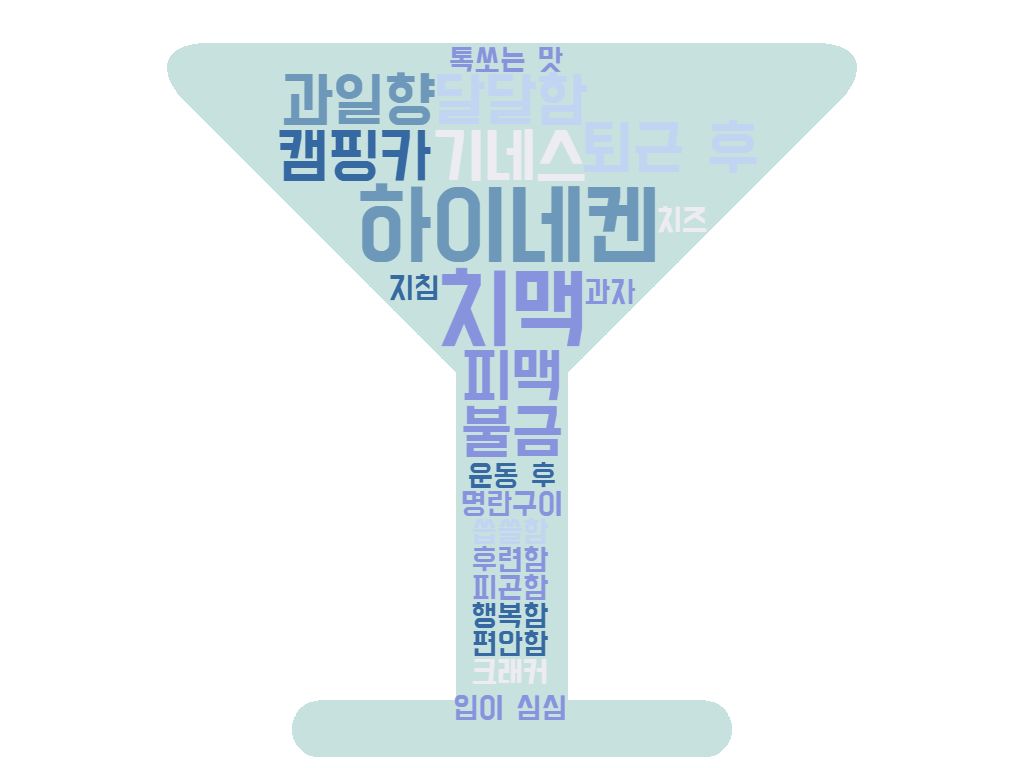 톡쏘는 맛
과일향 달달함
캠핑카 기네스 퇴근 후
하이네켄 치즈
지침 치맥 과자
피맥
불금
운동 후
명란구이
씁쓸함
후련함
피곤함
행복함
편안함
크래커
입이 심심